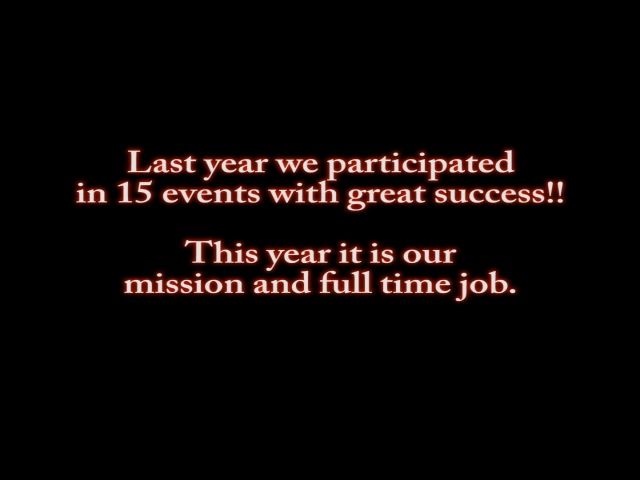 Last year we participated
in 15 events with great success!!
This year it is our
mission and full time job.